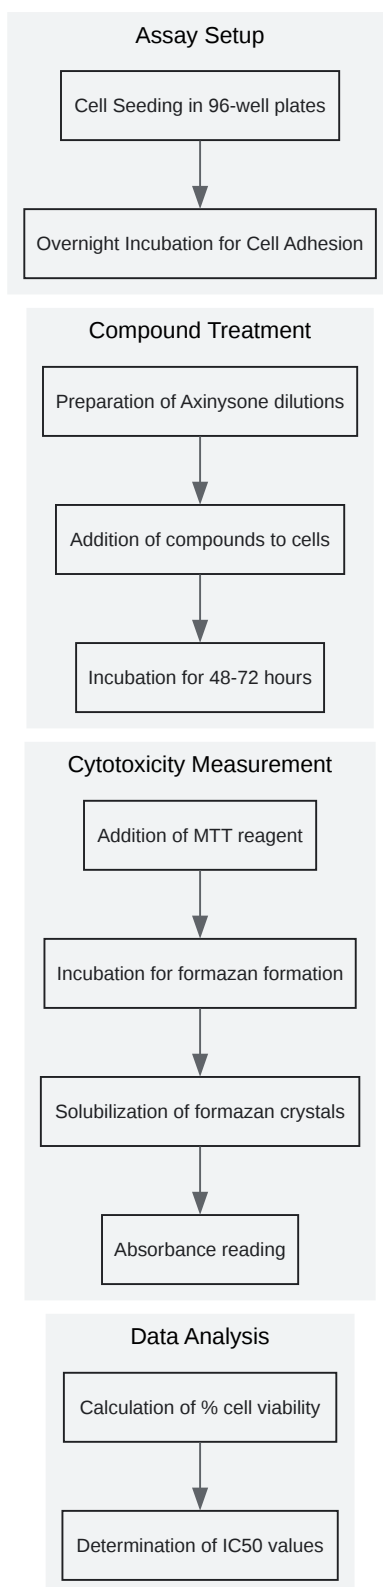 Assay Setup
Cell Seeding in 96-well plates
Overnight Incubation for Cell Adhesion
Compound Treatment
Preparation of Axinysone dilutions
Addition of compounds to cells
Incubation for 48-72 hours
Cytotoxicity Measurement
Addition of MTT reagent
Incubation for formazan formation
Solubilization of formazan crystals
Absorbance reading
Data Analysis
Calculation of % cell viability
Determination of IC50 values